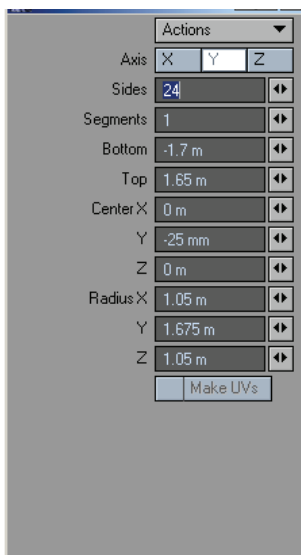 Actions
Axis X Y Z
Sides 24
Segments 1
Bottom -1.7 m
Top 1.65 m
Center X 0 m
Y -25 mm
Z 0 m
Radius X 1.05 m
Y 1.675 m
Z 1.05 m
Make UVs